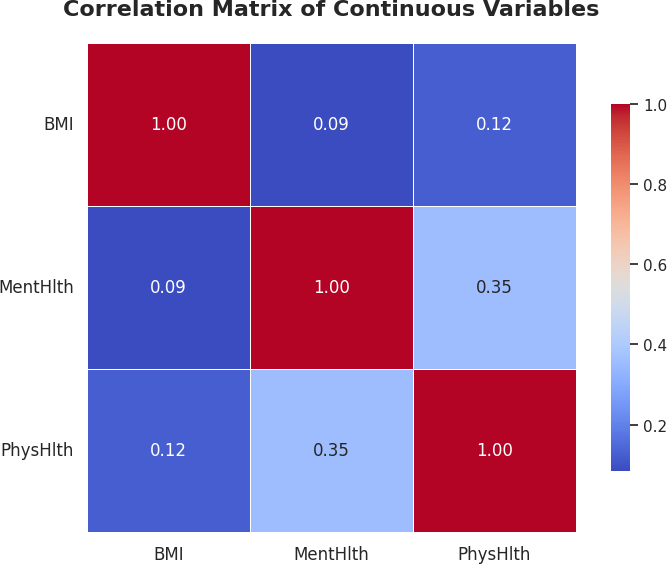 Correlation Matrix of Continuous Variables
BMI 1.00 0.09 0.12
MentHlth 0.09 1.00 0.35
PhysHlth 0.12 0.35 1.00
BMI MentHlth PhysHlth
1.0
0.8
0.6
0.4
0.2